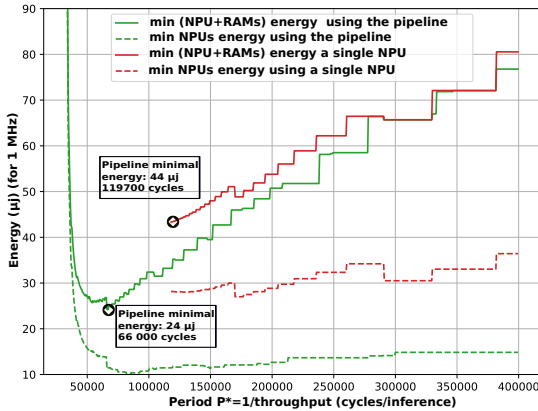 90
80
70
60
50
40
30
20
10
Energy (μj) (for 1 MHz)
min (NPU+RAMs) energy  using the pipeline
min NPUs energy using the pipeline
min (NPU+RAMs) energy a single NPU
min NPUs energy using a single NPU
Pipeline minimal
energy: 44 μj
119700 cycles
Pipeline minimal
energy: 24 μj
66 000 cycles
50000 100000 150000 200000 250000 300000 350000 400000
Period P*=1/throughput (cycles/inference)